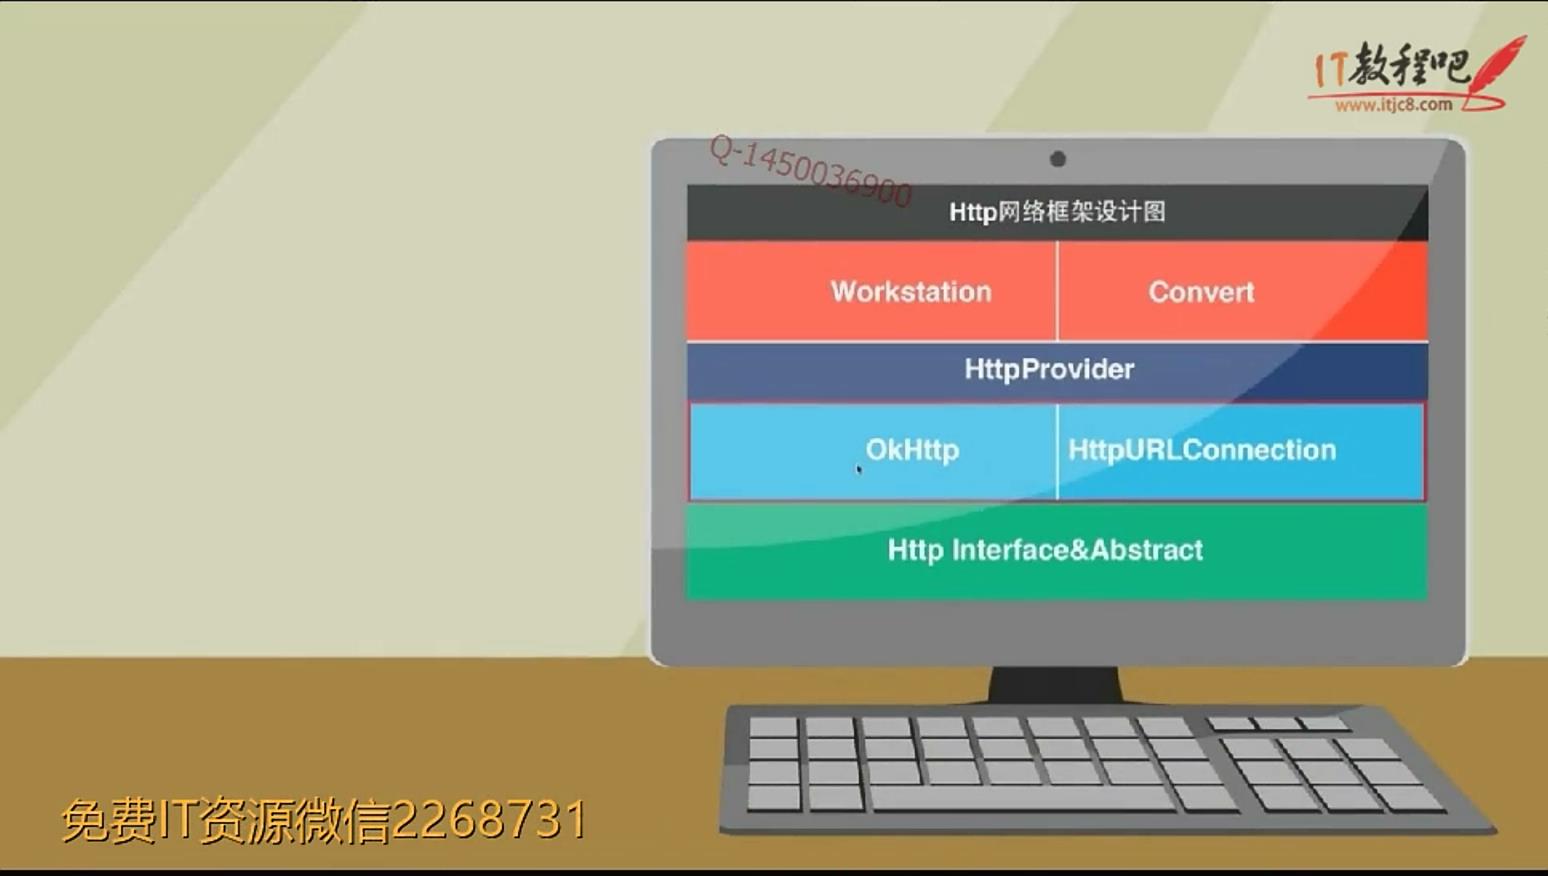 IT教程吧
www.itjc8.com
Q-1450036900
Http网络框架设计图
Workstation
Convert
HttpProvider
OkHttp
HttpURLConnection
Http Interface&Abstract
免费IT资源微信2268731